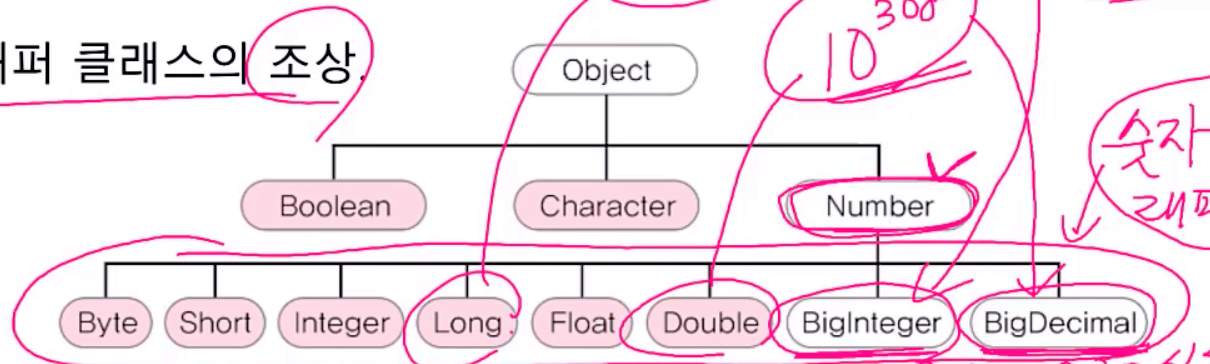 퍼 클래스의 조상.
Object
10^308
숫자
래퍼
Boolean
Character
Number
Byte
Short
Integer
Long
Float
Double
BigInteger
BigDecimal